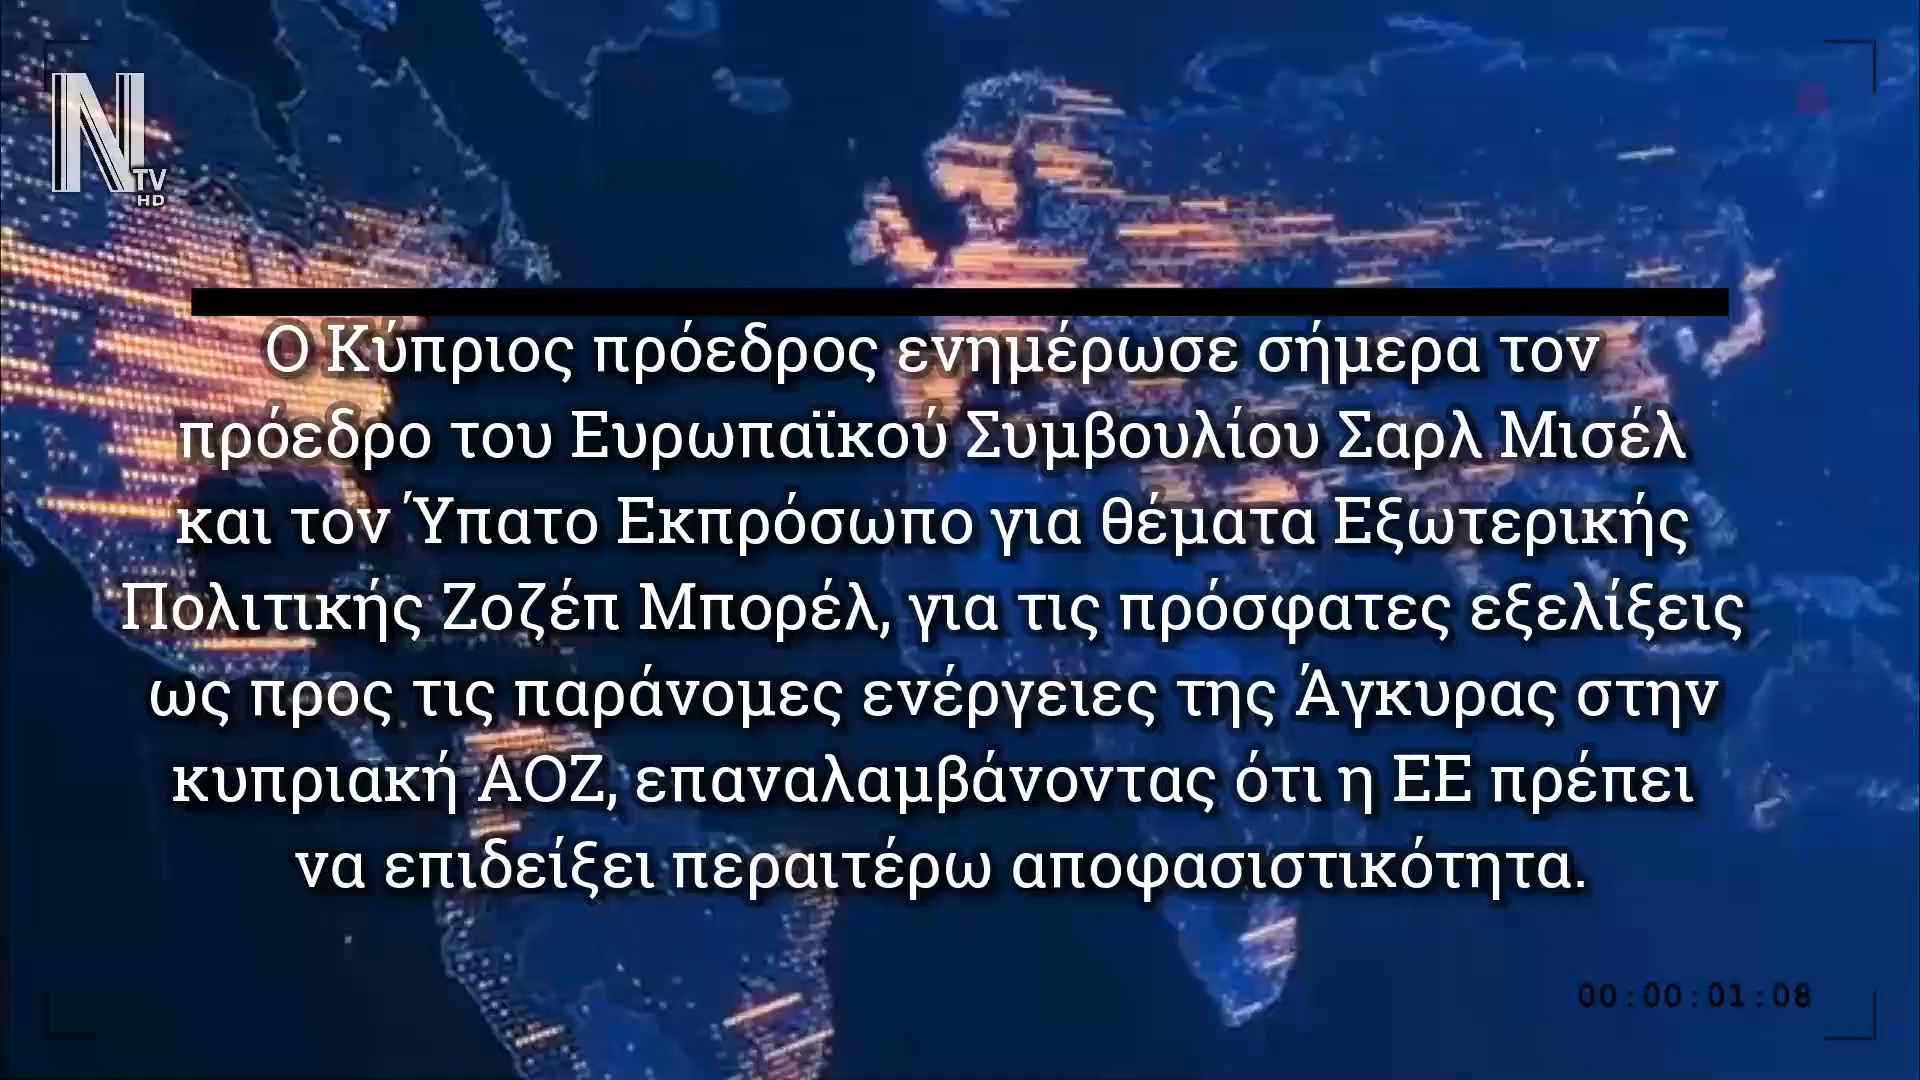 N
TV
HD
Ο Κύπριος πρόεδρος ενημέρωσε σήμερα τον
πρόεδρο του Ευρωπαϊκού Συμβουλίου Σαρλ Μισέλ
και τον Ύπατο Εκπρόσωπο για θέματα Εξωτερικής
Πολιτικής Ζοζέπ Μπορέλ, για τις πρόσφατες εξελίξεις
ως προς τις παράνομες ενέργειες της Άγκυρας στην
κυπριακή ΑΟΖ, επαναλαμβάνοντας ότι η ΕΕ πρέπει
να επιδείξει περαιτέρω αποφασιστικότητα.
00:00:01:08